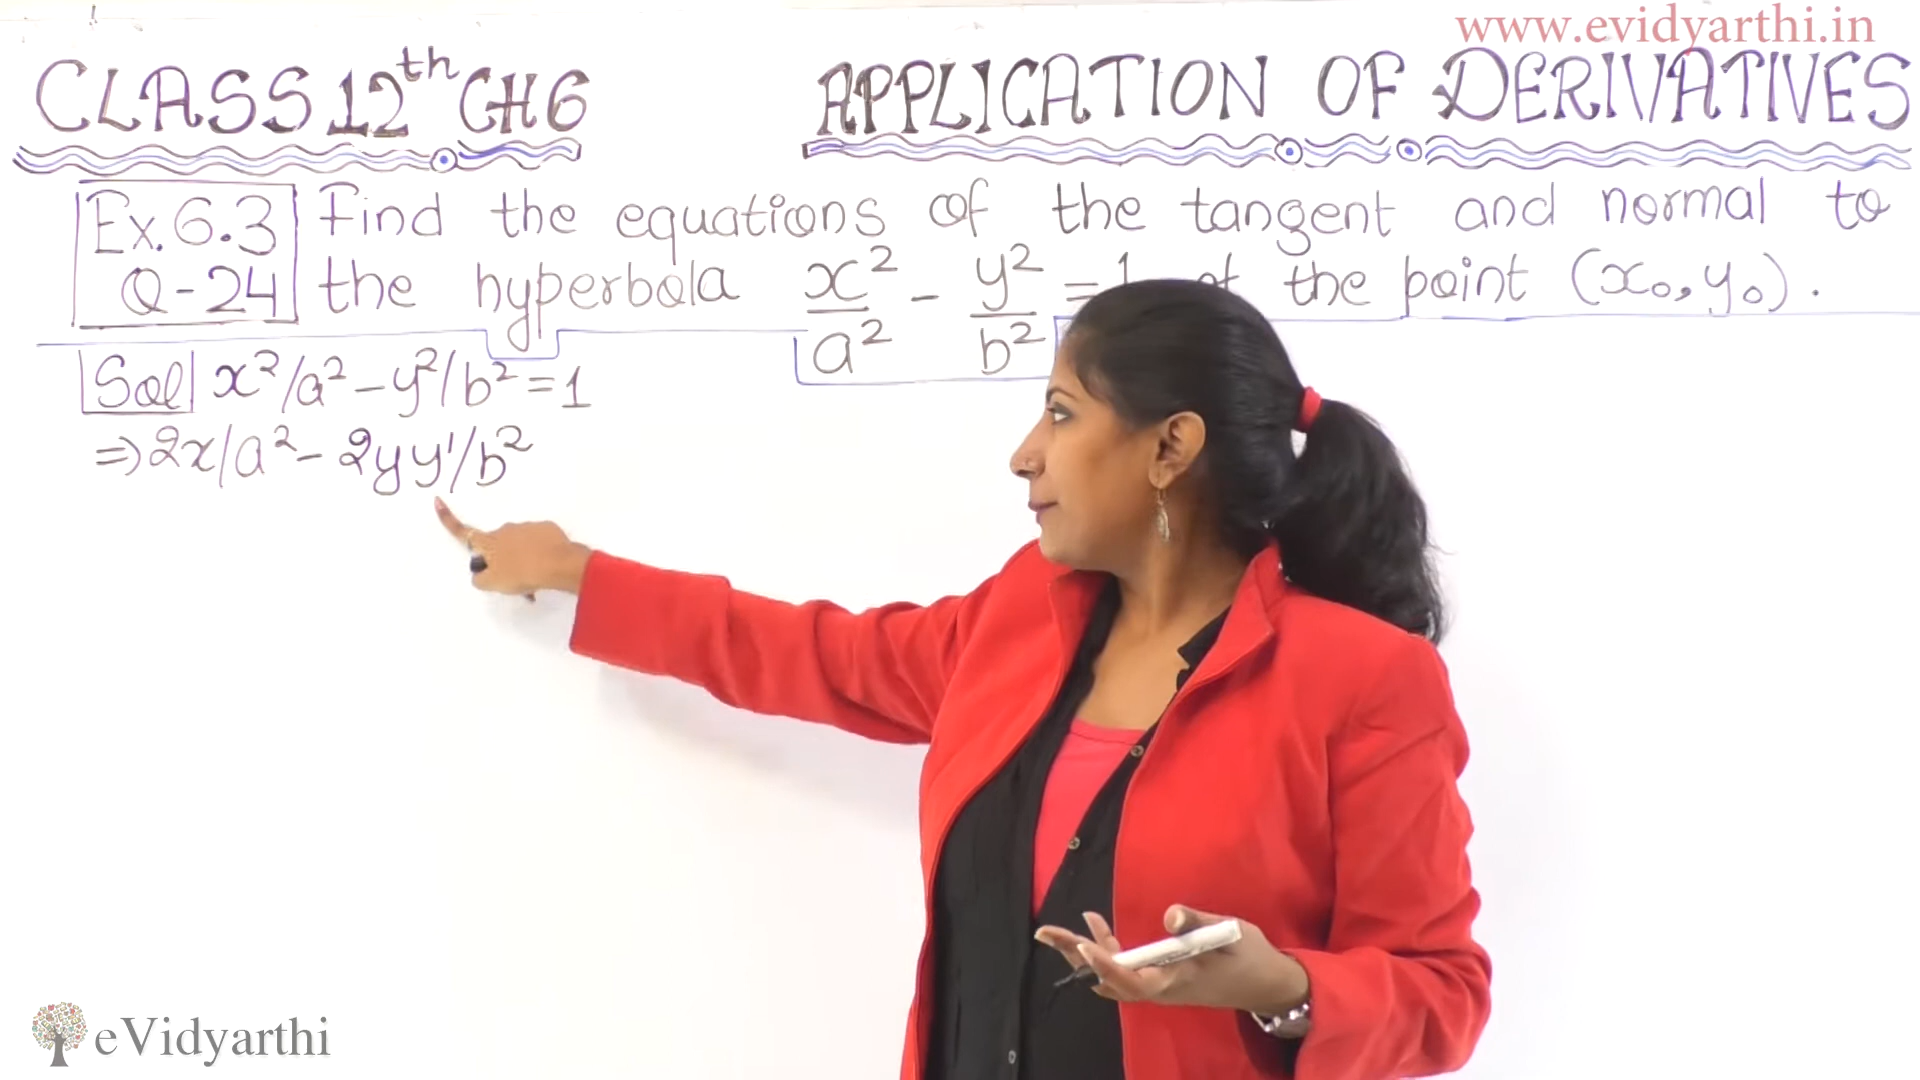 www.evidyarthi.in
CLASS 12th CH 6 APPLICATION OF DERIVATIVES
Ex. 6.3 Find the equations of the tangent and normal to
Q-24 the hyperbola x²/a² - y²/b² = 1 at the point (x₀, y₀).
Sol x²/a² - y²/b² = 1
⇒ 2x/a² - 2yy'/b²
eVidyarthi